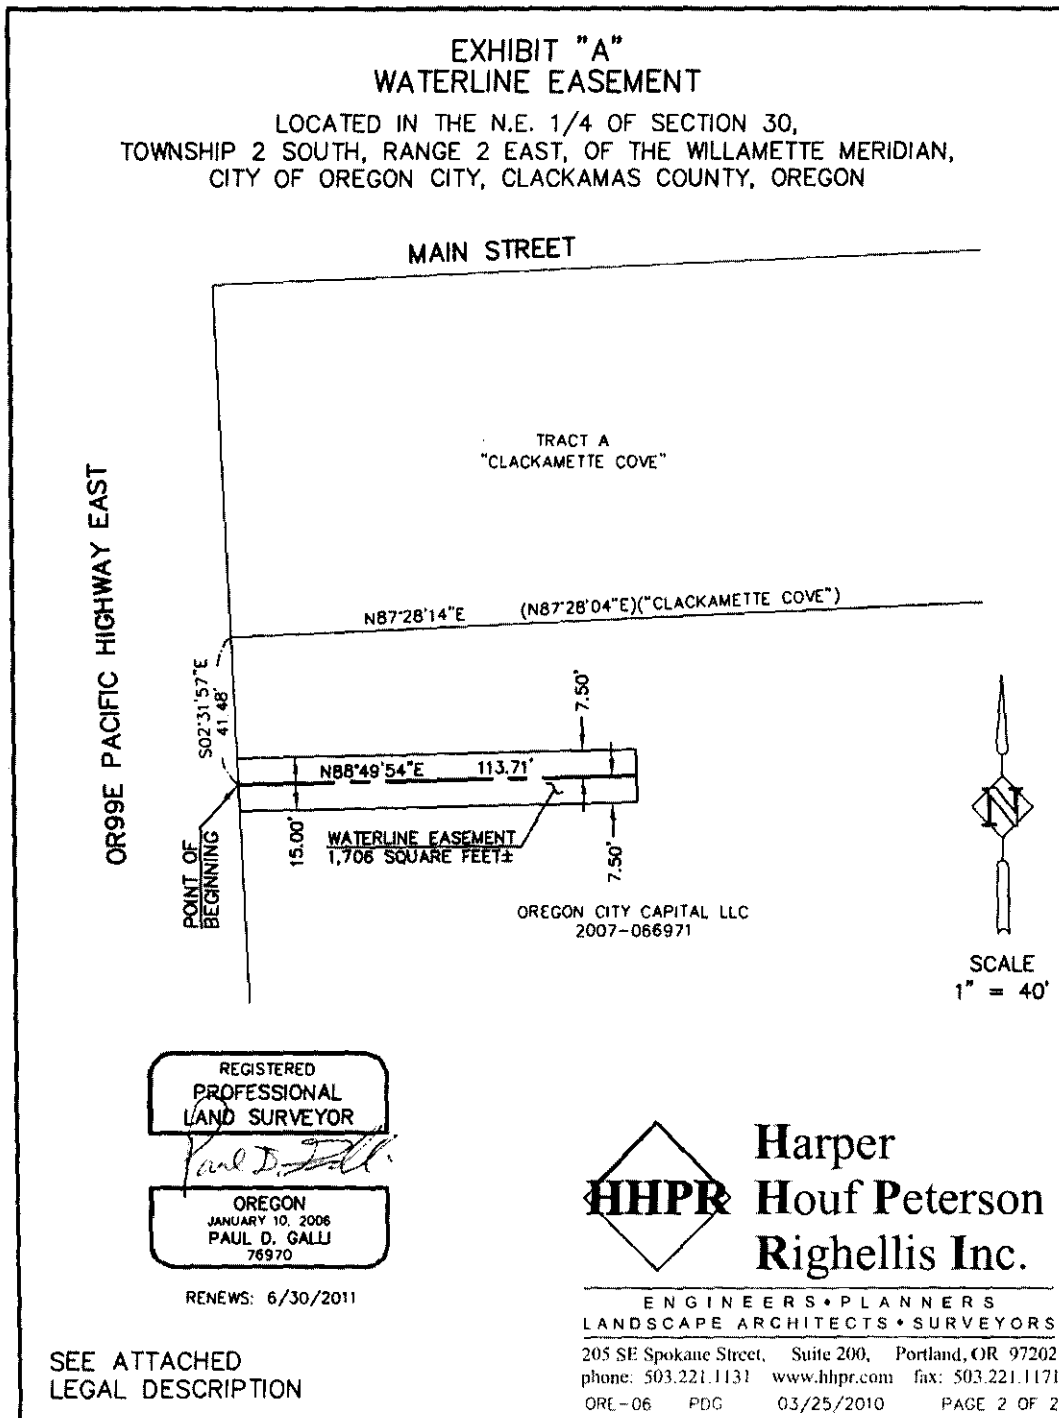 EXHIBIT "A"
WATERLINE EASEMENT
LOCATED IN THE N.E. 1/4 OF SECTION 30,
TOWNSHIP 2 SOUTH, RANGE 2 EAST, OF THE WILLAMETTE MERIDIAN,
CITY OF OREGON CITY, CLACKAMAS COUNTY, OREGON
MAIN STREET
TRACT A
"CLACKAMETTE COVE"
OR99E PACIFIC HIGHWAY EAST
N87°28'14"E (N87°28'04"E)("CLACKAMETTE COVE")
S02°31'57"E
41.48'
7.50'
N88°49'54"E 113.71'
15.00'
WATERLINE EASEMENT
1,706 SQUARE FEET±
7.50'
POINT OF
BEGINNING
OREGON CITY CAPITAL LLC
2007-066971
N
SCALE
1" = 40'
REGISTERED
PROFESSIONAL
LAND SURVEYOR
Paul D. Galli
OREGON
JANUARY 10, 2006
PAUL D. GALLI
76970
RENEWS: 6/30/2011
SEE ATTACHED
LEGAL DESCRIPTION
HHPR
Harper
Houf Peterson
Righellis Inc.
ENGINEERS•PLANNERS
LANDSCAPE ARCHITECTS•SURVEYORS
205 SE Spokane Street, Suite 200, Portland, OR 97202
phone: 503.221.1131 www.hhpr.com fax: 503.221.1171
ORE-06 PDG 03/25/2010 PAGE 2 OF 2